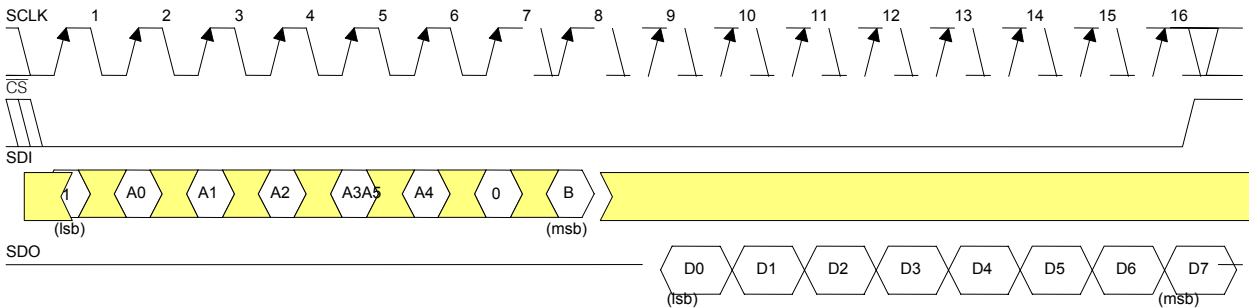 SCLK 1 2 3 4 5 6 7 8 9 10 11 12 13 14 15 16
CS
SDI
1 A0 A1 A2 A3A5 A4 0 B
(lsb) (msb)
SDO
D0 D1 D2 D3 D4 D5 D6 D7
(lsb) (msb)